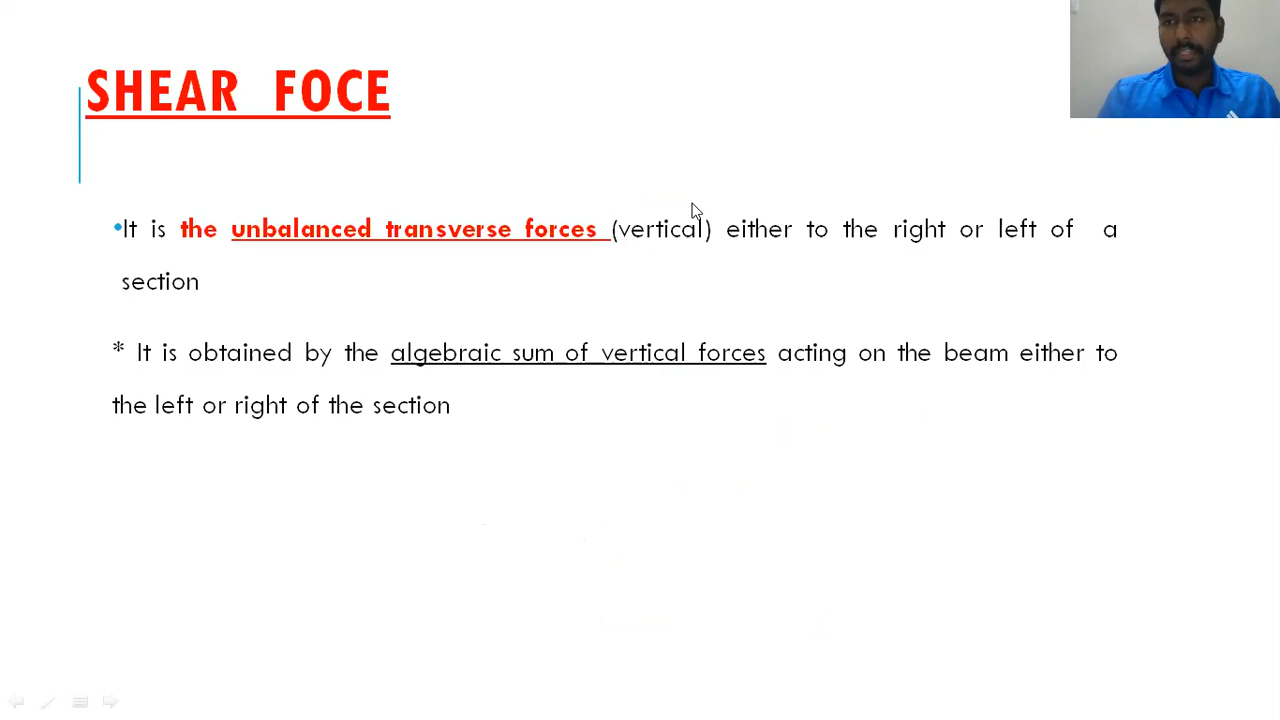 SHEAR FOCE
•It is the unbalanced transverse forces (vertical) either to the right or left of a
section
* It is obtained by the algebraic sum of vertical forces acting on the beam either to
the left or right of the section